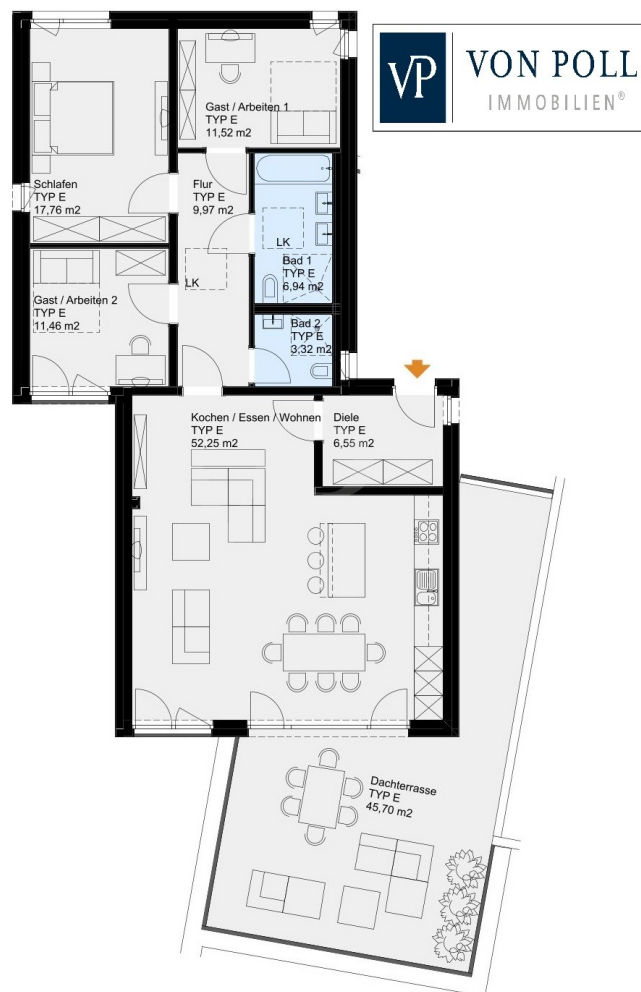 VP
VON POLL
IMMOBILIEN®
Gast / Arbeiten 1
TYP E
11,52 m2
Schlafen
TYP E
17,76 m2
Flur
TYP E
9,97 m2
LK
Bad 1
TYP E
6,94 m2
LK
Gast / Arbeiten 2
TYP E
11,46 m2
Bad 2
TYP E
3,32 m2
Kochen / Essen / Wohnen
TYP E
52,25 m2
Diele
TYP E
6,55 m2
Dachterrasse
TYP E
45,70 m2